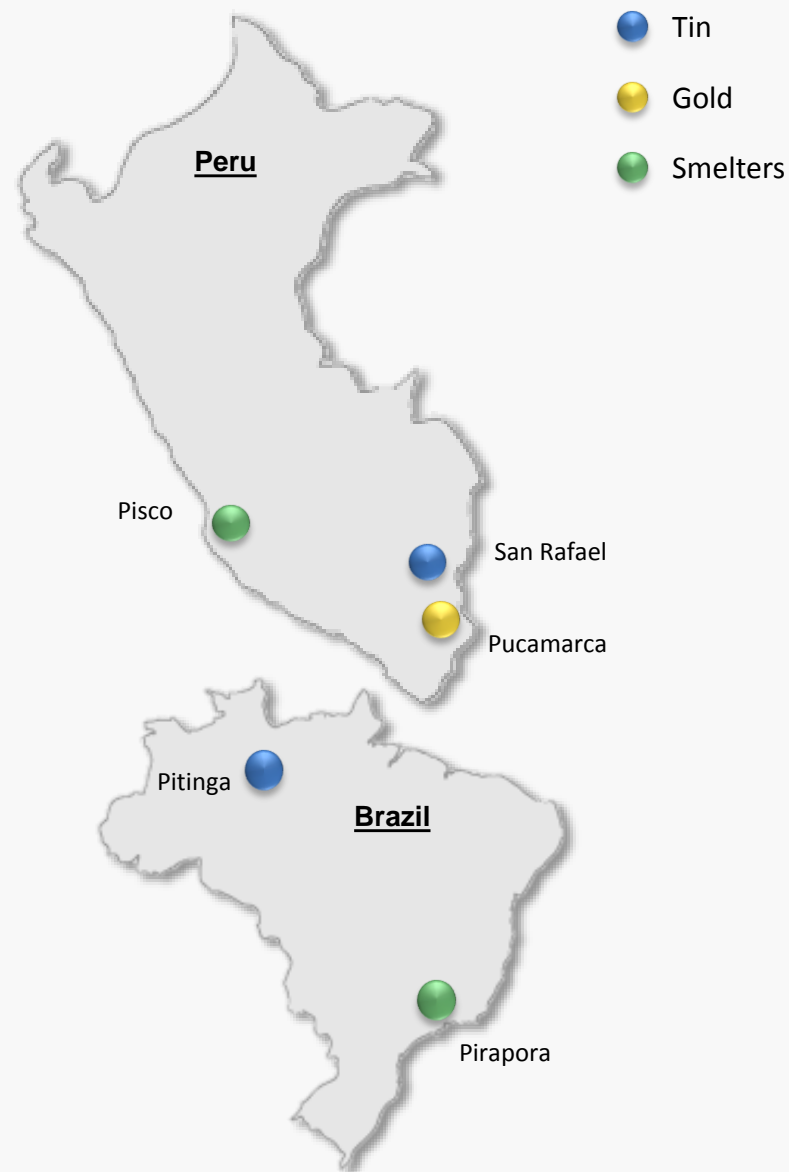 Tin
Gold
Smelters
Peru
Pisco
San Rafael
Pucamarca
Pitinga
Brazil
Pirapora